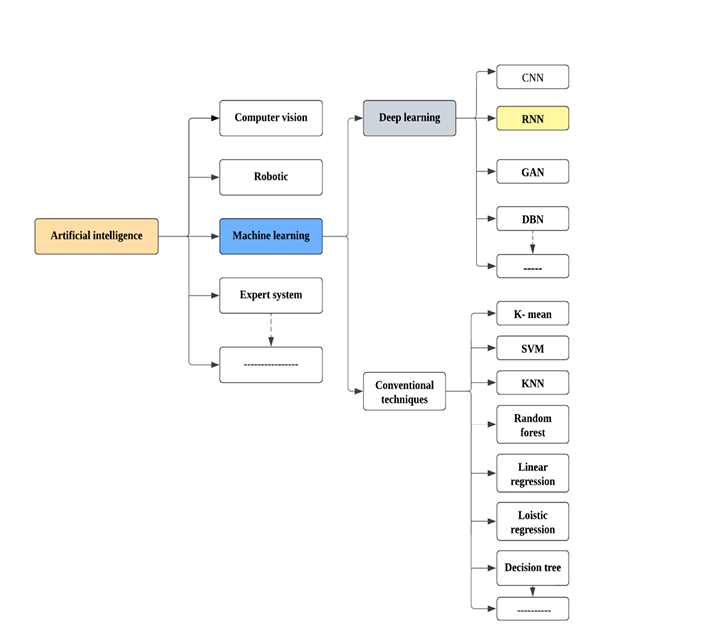 Artificial intelligence
Computer vision
Robotic
Machine learning
Expert system
----------------
Deep learning
Conventional
techniques
CNN
RNN
GAN
DBN
-----
K- mean
SVM
KNN
Random
forest
Linear
regression
Loistic
regression
Decision tree
----------